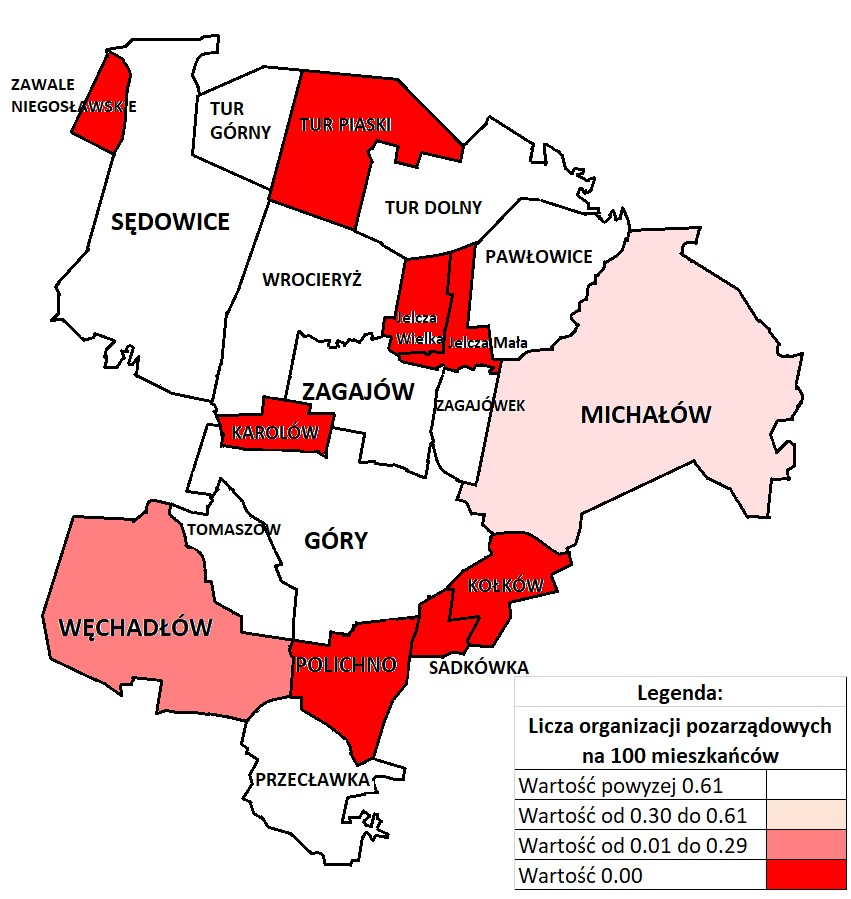 ZAWALE
NIEGOSŁAWSKIE
TUR
GÓRNY
TUR PIASKI
SĘDOWICE
TUR DOLNY
WROCIERYŻ
PAWŁOWICE
Jelcza
Wielka
Jelcza Mała
ZAGAJÓW
ZAGAJÓWEK
MICHAŁÓW
KAROLÓW
TOMASZÓW
GÓRY
KOŁKÓW
WĘCHADŁÓW
POLICHNO
SADKÓWKA
PRZECŁAWKA
Legenda:
Licza organizacji pozarządowych
na 100 mieszkańców
Wartość powyzej 0.61
Wartość od 0.30 do 0.61
Wartość od 0.01 do 0.29
Wartość 0.00